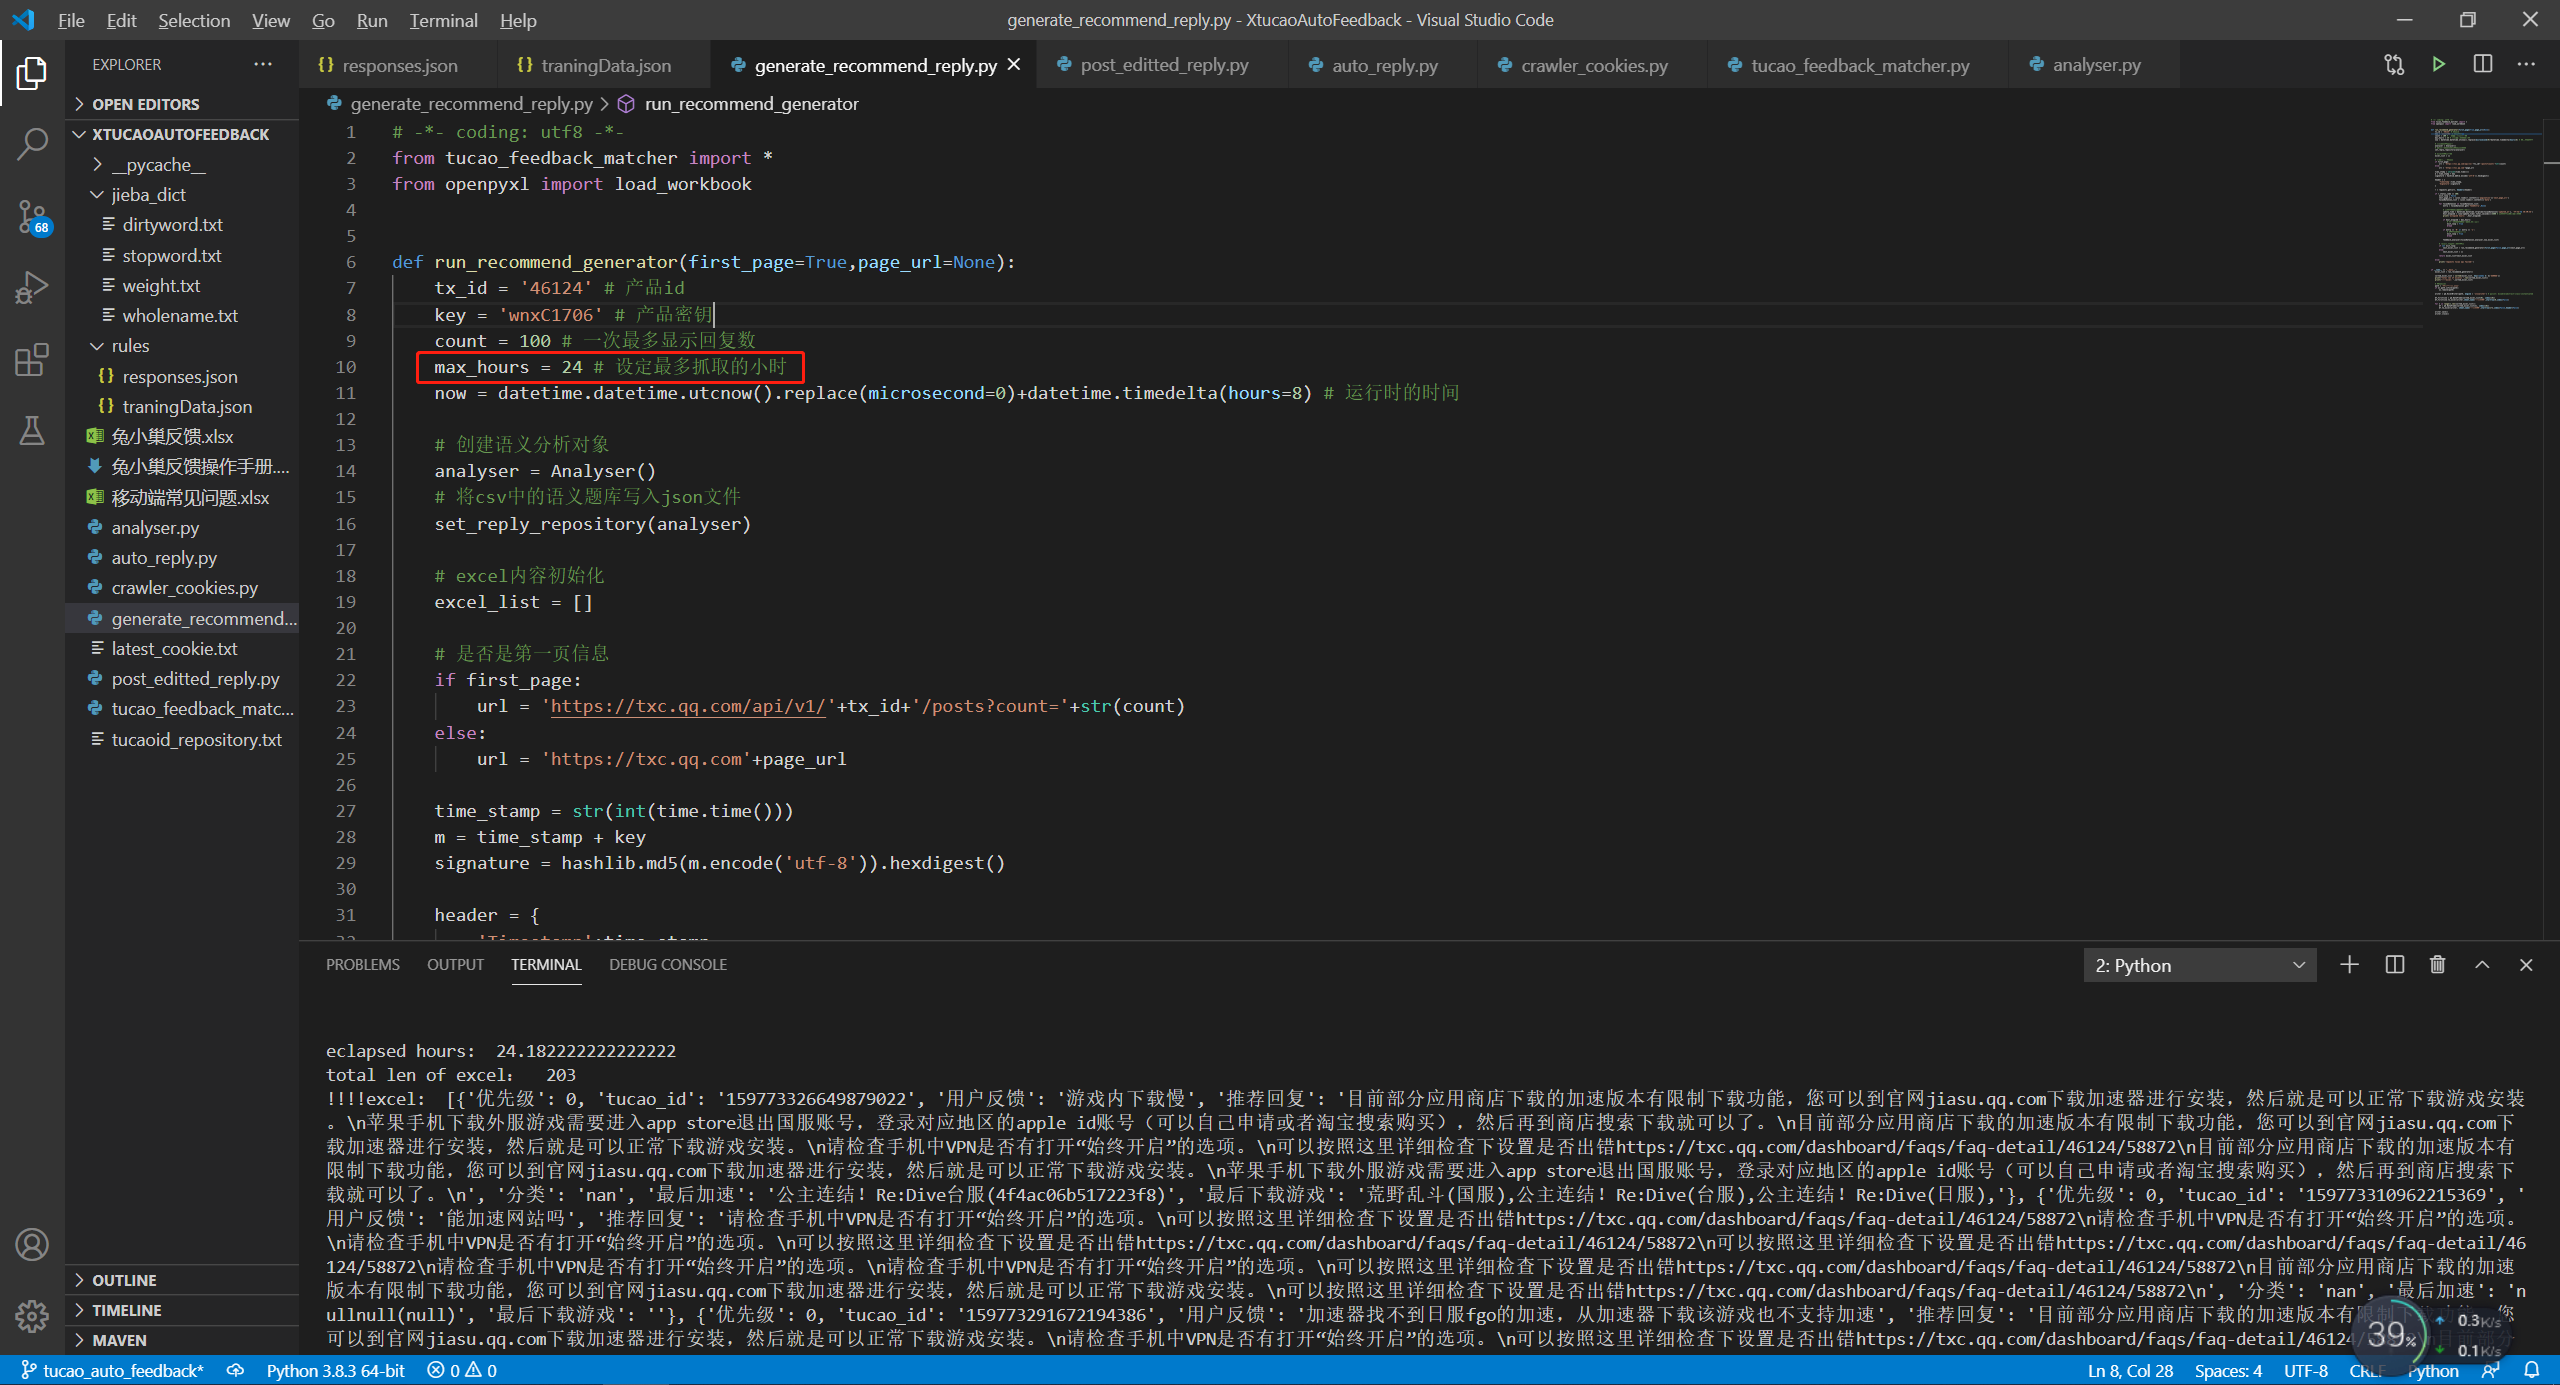 File Edit Selection View Go Run Terminal Help
generate_recommend_reply.py - XtucaoAutoFeedback - Visual Studio Code
EXPLORER
OPEN EDITORS
XTUCAOAUTOFEEDBACK
__pycache__
jieba_dict
dirtyword.txt
stopword.txt
weight.txt
wholename.txt
rules
responses.json
traningData.json
兔小巢反馈.xlsx
兔小巢反馈操作手册....
移动端常见问题.xlsx
analyser.py
auto_reply.py
crawler_cookies.py
generate_recommend...
latest_cookie.txt
post_editted_reply.py
tucao_feedback_matc...
tucaoid_repository.txt
OUTLINE
TIMELINE
MAVEN
68
responses.json traningData.json generate_recommend_reply.py post_editted_reply.py auto_reply.py crawler_cookies.py tucao_feedback_matcher.py analyser.py
generate_recommend_reply.py > run_recommend_generator
1 # -*- coding: utf8 -*-
2 from tucao_feedback_matcher import *
3 from openpyxl import load_workbook
4
5
6 def run_recommend_generator(first_page=True,page_url=None):
7 tx_id = '46124' # 产品id
8 key = 'wnxC1706' # 产品密钥
9 count = 100 # 一次最多显示回复数
10 max_hours = 24 # 设定最多抓取的小时
11 now = datetime.datetime.utcnow().replace(microsecond=0)+datetime.timedelta(hours=8) # 运行时的时间
12
13 # 创建语义分析对象
14 analyser = Analyser()
15 # 将csv中的语义题库写入json文件
16 set_reply_repository(analyser)
17
18 # excel内容初始化
19 excel_list = []
20
21 # 是否是第一页信息
22 if first_page:
23 url = 'https://txc.qq.com/api/v1/'+tx_id+'/posts?count='+str(count)
24 else:
25 url = 'https://txc.qq.com'+page_url
26
27 time_stamp = str(int(time.time()))
28 m = time_stamp + key
29 signature = hashlib.md5(m.encode('utf-8')).hexdigest()
30
31 header = {
PROBLEMS OUTPUT TERMINAL DEBUG CONSOLE
2: Python
eclapsed hours: 24.182222222222222
total len of excel: 203
!!!!excel: [{'优先级': 0, 'tucao_id': '159773326649879022', '用户反馈': '游戏内下载慢', '推荐回复': '目前部分应用商店下载的加速版本有限制下载功能，您可以到官网jiasu.qq.com下载加速器进行安装，然后就是可以正常下载游戏安装
。\n苹果手机下载外服游戏需要进入app store退出国服账号，登录对应地区的apple id账号（可以自己申请或者淘宝搜索购买），然后再到商店搜索下载就可以了。\n目前部分应用商店下载的加速版本有限制下载功能，您可以到官网jiasu.qq.com下
载加速器进行安装，然后就是可以正常下载游戏安装。\n请检查手机中VPN是否有打开“始终开启”的选项。\n可以按照这里详细检查下设置是否出错https://txc.qq.com/dashboard/faqs/faq-detail/46124/58872\n目前部分应用商店下载的加速版本有
限制下载功能，您可以到官网jiasu.qq.com下载加速器进行安装，然后就是可以正常下载游戏安装。\n苹果手机下载外服游戏需要进入app store退出国服账号，登录对应地区的apple id账号（可以自己申请或者淘宝搜索购买），然后再到商店搜索下
载就可以了。\n', '分类': 'nan', '最后加速': '公主连结！Re:Dive台服(4f4ac06b517223f8)', '最后下载游戏': '荒野乱斗(国服),公主连结！Re:Dive(台服),公主连结！Re:Dive(日服),'}, {'优先级': 0, 'tucao_id': '159773310962215369', '
用户反馈': '能加速网站吗', '推荐回复': '请检查手机中VPN是否有打开“始终开启”的选项。\n可以按照这里详细检查下设置是否出错https://txc.qq.com/dashboard/faqs/faq-detail/46124/58872\n请检查手机中VPN是否有打开“始终开启”的选项。
\n请检查手机中VPN是否有打开“始终开启”的选项。\n可以按照这里详细检查下设置是否出错https://txc.qq.com/dashboard/faqs/faq-detail/46124/58872\n可以按照这里详细检查下设置是否出错https://txc.qq.com/dashboard/faqs/faq-detail/46
124/58872\n请检查手机中VPN是否有打开“始终开启”的选项。\n请检查手机中VPN是否有打开“始终开启”的选项。\n可以按照这里详细检查下设置是否出错https://txc.qq.com/dashboard/faqs/faq-detail/46124/58872\n目前部分应用商店下载的加速
版本有限制下载功能，您可以到官网jiasu.qq.com下载加速器进行安装，然后就是可以正常下载游戏安装。\n可以按照这里详细检查下设置是否出错https://txc.qq.com/dashboard/faqs/faq-detail/46124/58872\n', '分类': 'nan', '最后加速': 'n
ullnull(null)', '最后下载游戏': ''}, {'优先级': 0, 'tucao_id': '159773291672194386', '用户反馈': '加速器找不到日服fgo的加速，从加速器下载该游戏也不支持加速', '推荐回复': '目前部分应用商店下载的加速版本有限制下载功能，您
可以到官网jiasu.qq.com下载加速器进行安装，然后就是可以正常下载游戏安装。\n请检查手机中VPN是否有打开“始终开启”的选项。\n可以按照这里详细检查下设置是否出错https://txc.qq.com/dashboard/faqs/faq-detail/46124/
39% 0.3K/s
0.1K/s
tucao_auto_feedback* Python 3.8.3 64-bit 0 0 Ln 8, Col 28 Spaces: 4 UTF-8 CRLF Python